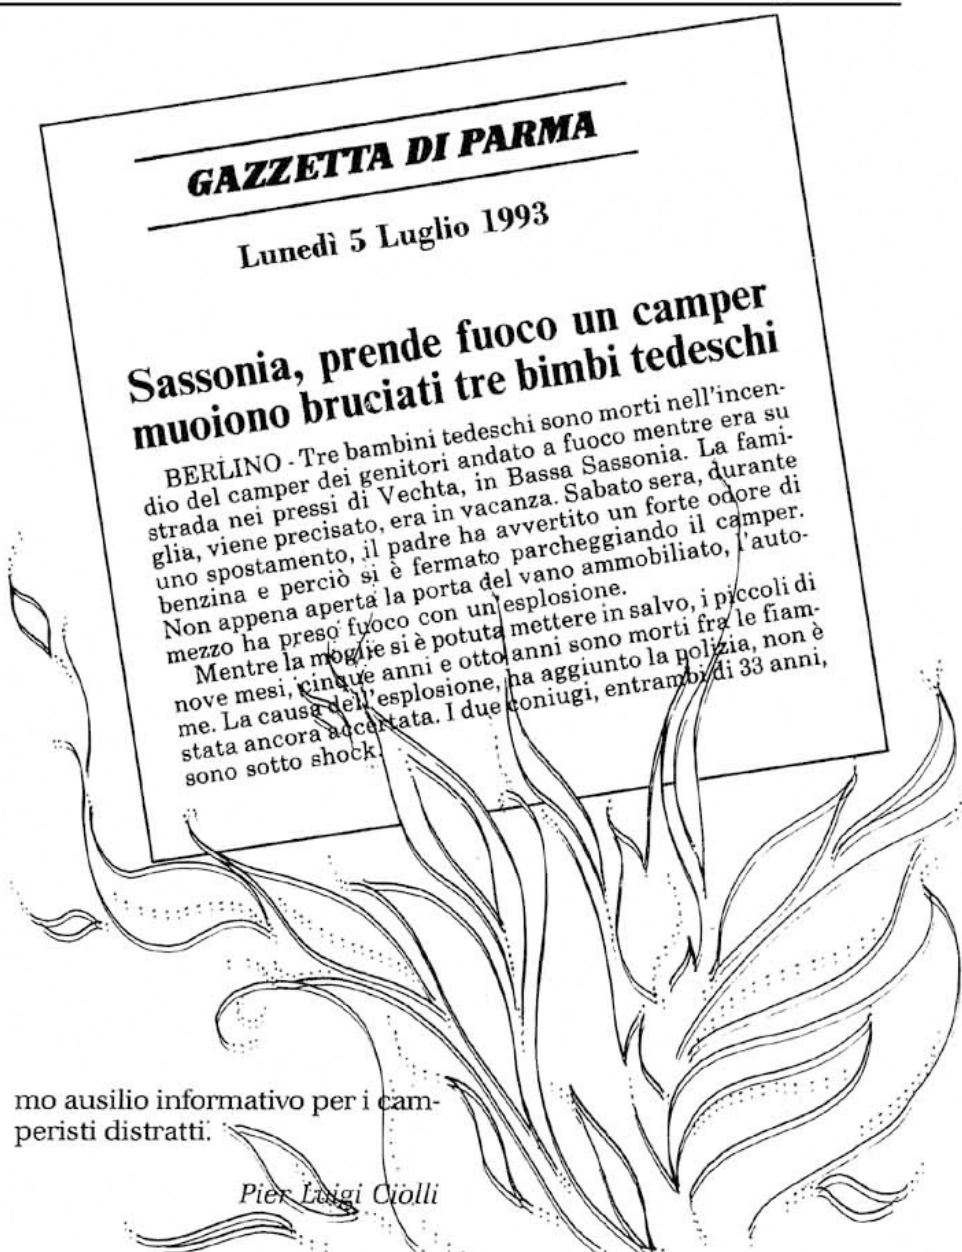 GAZZETTA DI PARMA
Lunedì 5 Luglio 1993
Sassonia, prende fuoco un camper
muoiono bruciati tre bimbi tedeschi
BERLINO - Tre bambini tedeschi sono morti nell'incen-
dio del camper dei genitori andato a fuoco mentre era su
strada nei pressi di Vechta, in Bassa Sassonia. La fami-
glia, viene precisato, era in vacanza. Sabato sera, durante
uno spostamento, il padre ha avvertito un forte odore di
benzina e perciò si è fermato parcheggiando il camper.
Non appena aperta la porta del vano ammobiliato, l'auto-
mezzo ha preso fuoco con un esplosione.
Mentre la moglie si è potuta mettere in salvo, i piccoli di
nove mesi, cinque anni e otto anni sono morti fra le fiam-
me. La causa dell'esplosione, ha aggiunto la polizia, non è
stata ancora accertata. I due coniugi, entrambi di 33 anni,
sono sotto shock.
mo ausilio informativo per i cam-
peristi distratti.
Pier Luigi Ciolli